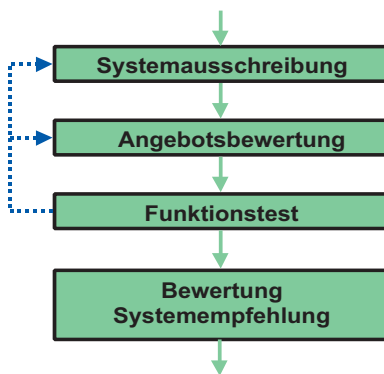 Systemausschreibung
Angebotsbewertung
Funktionstest
Bewertung
Systemempfehlung